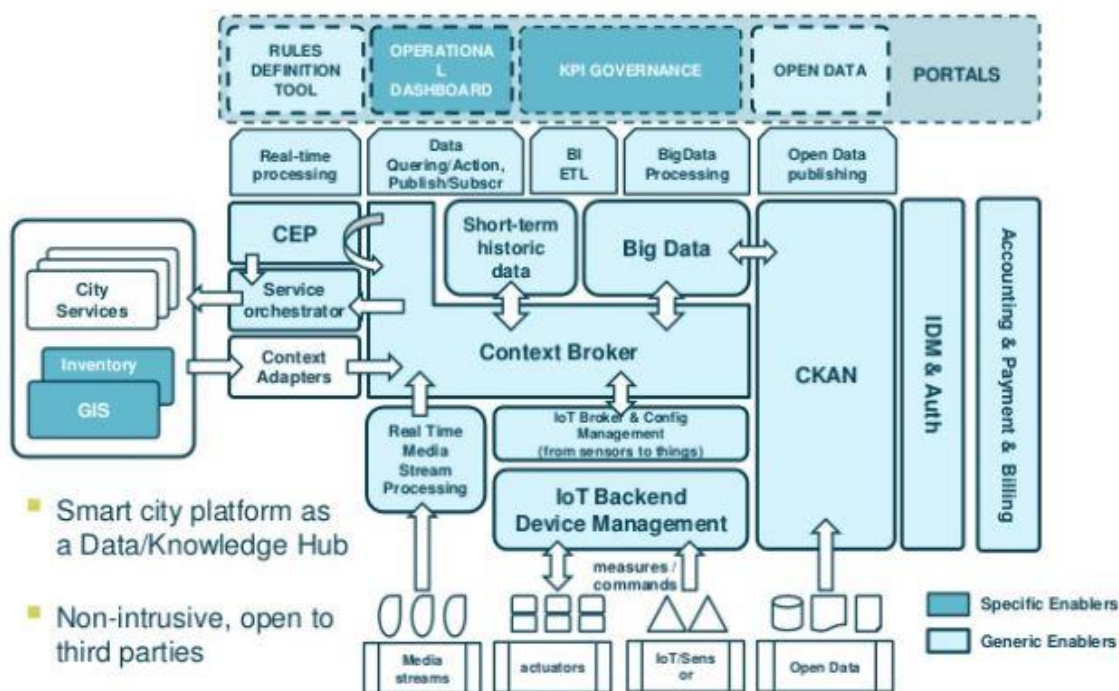 RULES
DEFINITION
TOOL
OPERATIONA
L
DASHBOARD
KPI GOVERNANCE
OPEN DATA
PORTALS
Real-time
processing
Data
Quering/Action,
Publish/Subscr
BI
ETL
BigData
Processing
Open Data
publishing
CEP
Short-term
historic
data
Big Data
City
Services
Service
orchestrator
Inventory
GIS
Context
Adapters
Context Broker
CKAN
IDM & Auth
Accounting & Payment & Billing
Real Time
Media
Stream
Processing
IoT Broker & Config
Management
(from sensors to things)
IoT Backend
Device Management
Smart city platform as
a Data/Knowledge Hub
Non-intrusive, open to
third parties
measures /
commands
Media
streams
actuators
IoT/Sens
or
Open Data
Specific Enablers
Generic Enablers